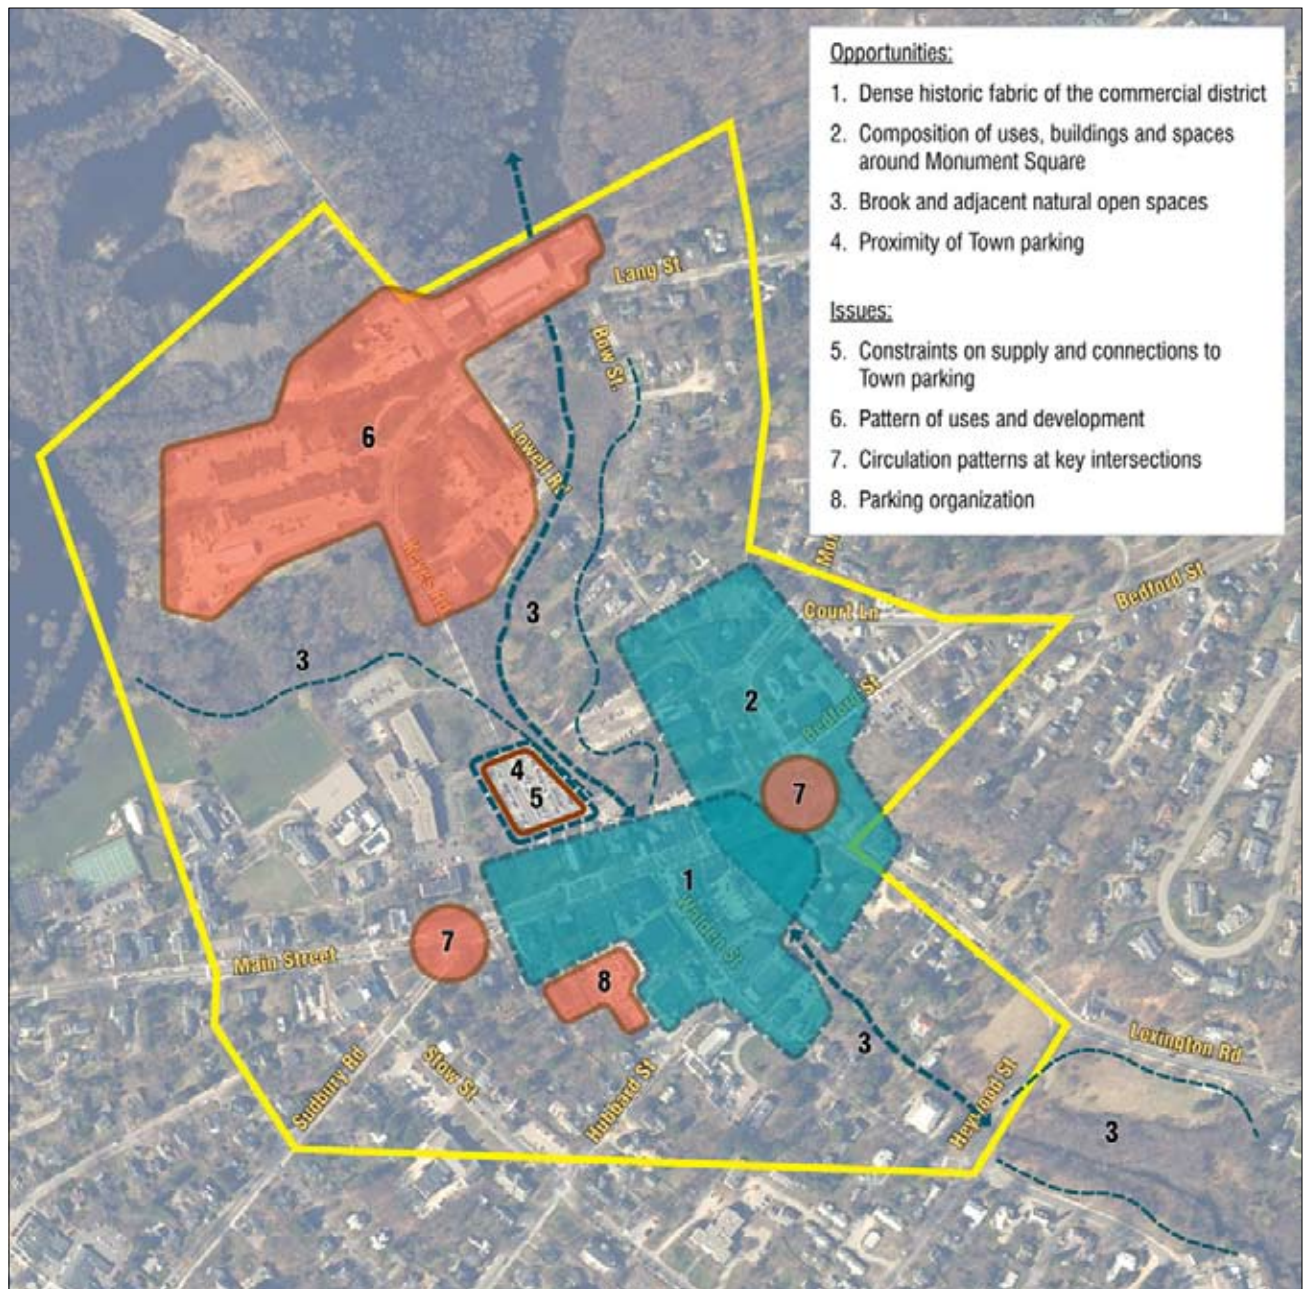 Opportunities:
1. Dense historic fabric of the commercial district
2. Composition of uses, buildings and spaces
around Monument Square
3. Brook and adjacent natural open spaces
4. Proximity of Town parking
Issues:
5. Constraints on supply and connections to
Town parking
6. Pattern of uses and development
7. Circulation patterns at key intersections
8. Parking organization
Lang St.
Bow St.
6
Lowell Rd
Keyes Rd
Bedford St
Court Ln
3
3
2
Bedford St
4
5
7
1
Walden St.
7
Main Street
8
3
Lexington Rd
Sudbury Rd
Stow St
Hubbard St
Heywood St
3